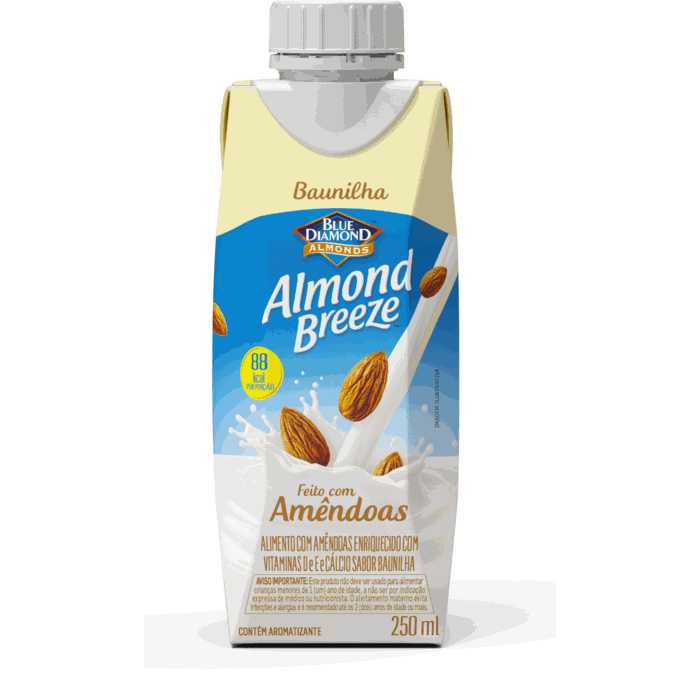 Baunilha
BLUE
DIAMOND
ALMONDS
Almond
Breeze
88
kcal
POR PORÇÃO
IMAGEM ILUSTRATIVA
Feito com
Amêndoas
ALIMENTO COM AMÊNDOAS ENRIQUECIDO COM
VITAMINAS D e E e CÁLCIO SABOR BAUNILHA
AVISO IMPORTANTE: Este produto não deve ser usado para alimentar
crianças menores de 1 (um) ano de idade, a não ser por indicação
expressa de médico ou nutricionista. O aleitamento materno evita
infecções e alergias e é recomendado até os 2 (dois) anos de idade ou mais.
CONTÉM AROMATIZANTE
250 ml